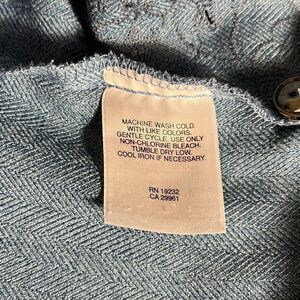 MACHINE WASH COLD
WITH LIKE COLORS.
GENTLE CYCLE. USE ONLY
NON-CHLORINE BLEACH.
TUMBLE DRY LOW.
COOL IRON IF NECESSARY.
RN 19232
CA 29961